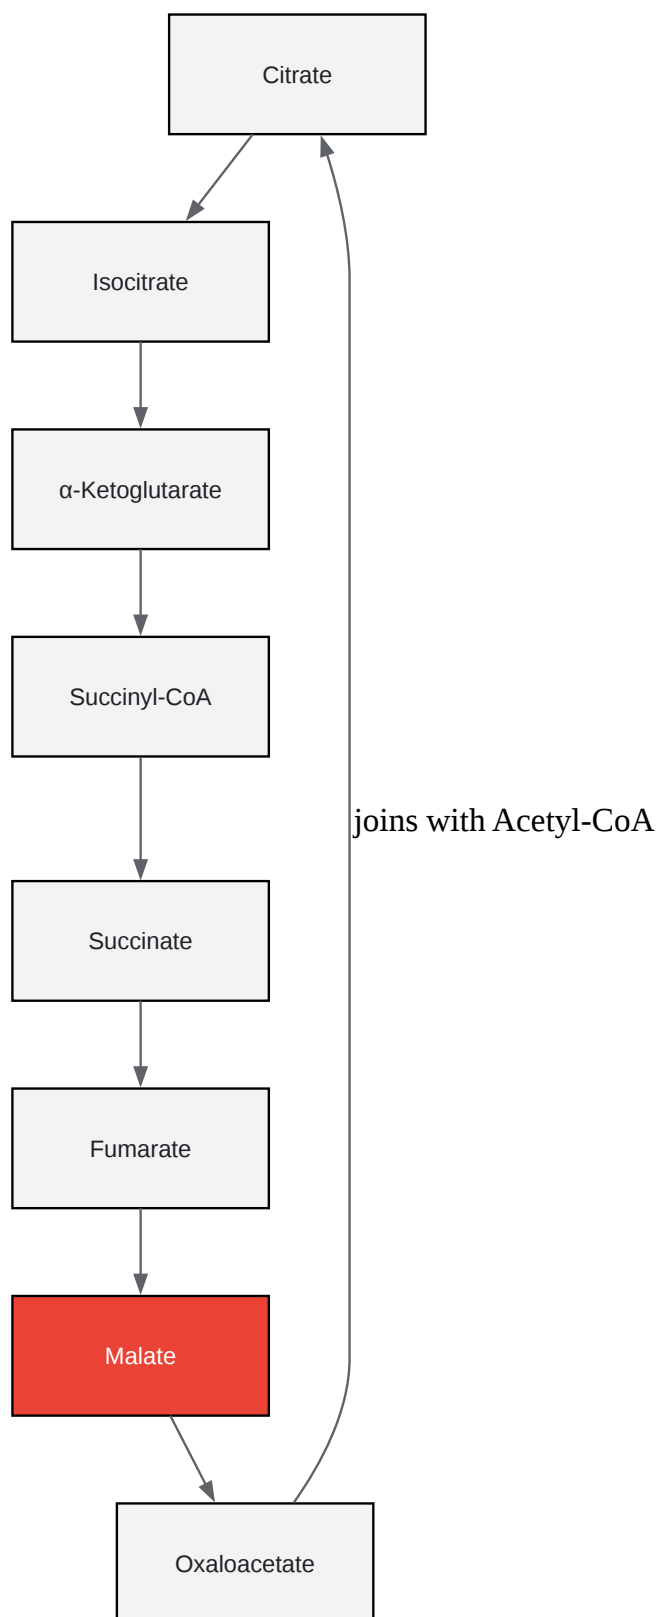 Citrate
Isocitrate
α-Ketoglutarate
Succinyl-CoA
joins with Acetyl-CoA
Succinate
Fumarate
Malate
Oxaloacetate